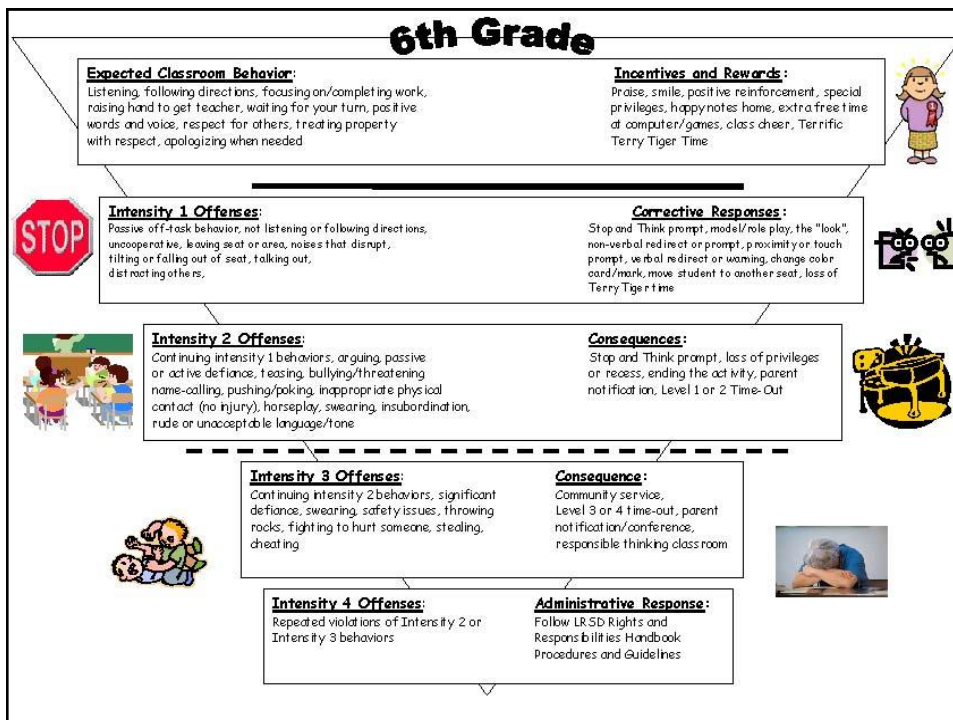 6th Grade
Expected Classroom Behavior:
Listening, following directions, focusing on/completing work,
raising hand to get teacher, waiting for your turn, positive
words and voice, respect for others, treating property
with respect, apologizing when needed
Incentives and Rewards:
Praise, smile, positive reinforcement, special
privileges, happy notes home, extra free time
at computer/games, class cheer, Terrific
Terry Tiger Time
STOP
Intensity 1 Offenses:
Passive off-task behavior, not listening or following directions,
uncooperative, leaving seat or area, noises that disrupt,
tilting or falling out of seat, talking out,
distracting others,
Corrective Responses:
Stop and Think prompt, model/role play, the "look",
non-verbal redirect or prompt, proximity or touch
prompt, verbal redirect or warning, change color
card/mark, move student to another seat, loss of
Terry Tiger time
Intensity 2 Offenses:
Continuing intensity 1 behaviors, arguing, passive
or active defiance, teasing, bullying/threatening
name-calling, pushing/poking, inappropriate physical
contact (no injury), horseplay, swearing, insubordination,
rude or unacceptable language/tone
Consequences:
Stop and Think prompt, loss of privileges
or recess, ending the activity, parent
notification, Level 1 or 2 Time-Out
Intensity 3 Offenses:
Continuing intensity 2 behaviors, significant
defiance, swearing, safety issues, throwing
rocks, fighting to hurt someone, stealing,
cheating
Consequence:
Community service,
Level 3 or 4 time-out, parent
notification/conference,
responsible thinking classroom
Intensity 4 Offenses:
Repeated violations of Intensity 2 or
Intensity 3 behaviors
Administrative Response:
Follow LRSD Rights and
Responsibilities Handbook
Procedures and Guidelines